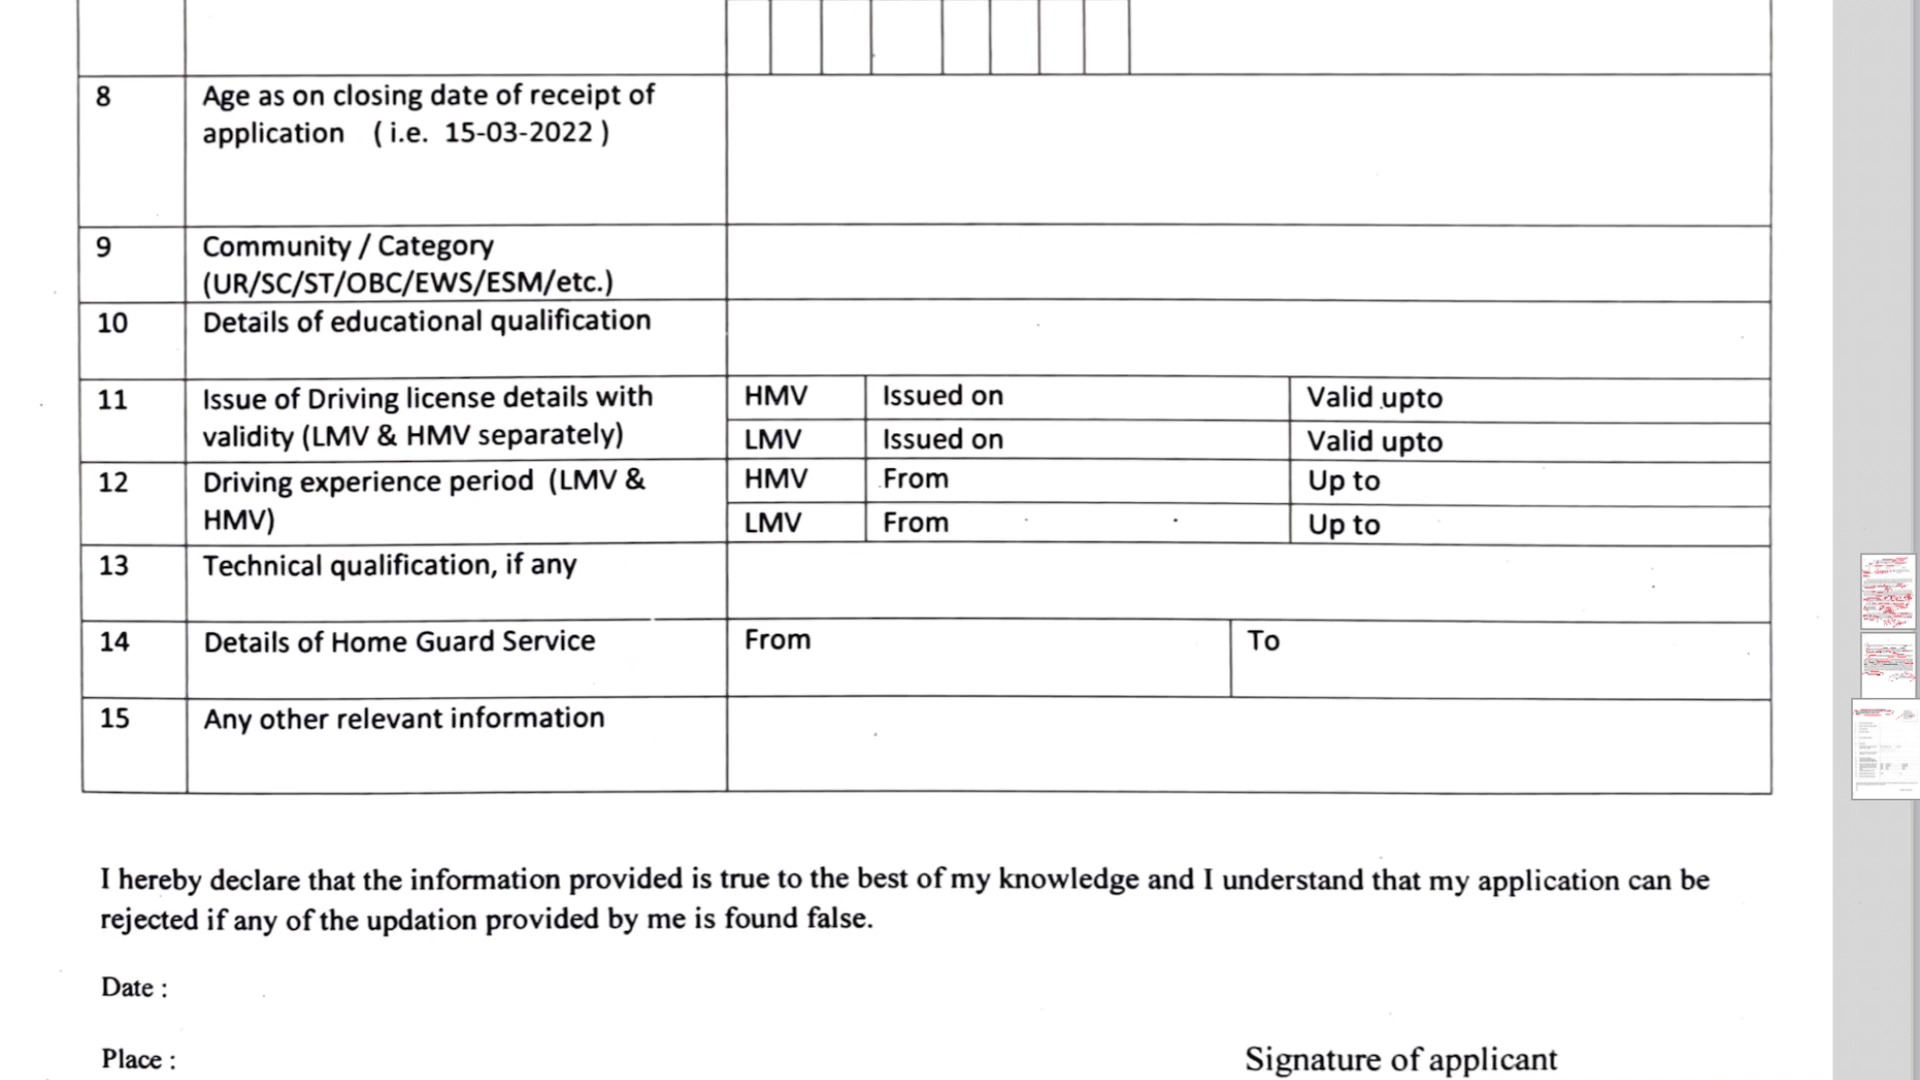 8 Age as on closing date of receipt of
application ( i.e. 15-03-2022 )
9 Community / Category
(UR/SC/ST/OBC/EWS/ESM/etc.)
10 Details of educational qualification
11 Issue of Driving license details with
validity (LMV & HMV separately)
HMV Issued on Valid upto
LMV Issued on Valid upto
12 Driving experience period (LMV &
HMV)
HMV From Up to
LMV From Up to
13 Technical qualification, if any
14 Details of Home Guard Service From To
15 Any other relevant information
I hereby declare that the information provided is true to the best of my knowledge and I understand that my application can be
rejected if any of the updation provided by me is found false.
Date :
Place :
Signature of applicant